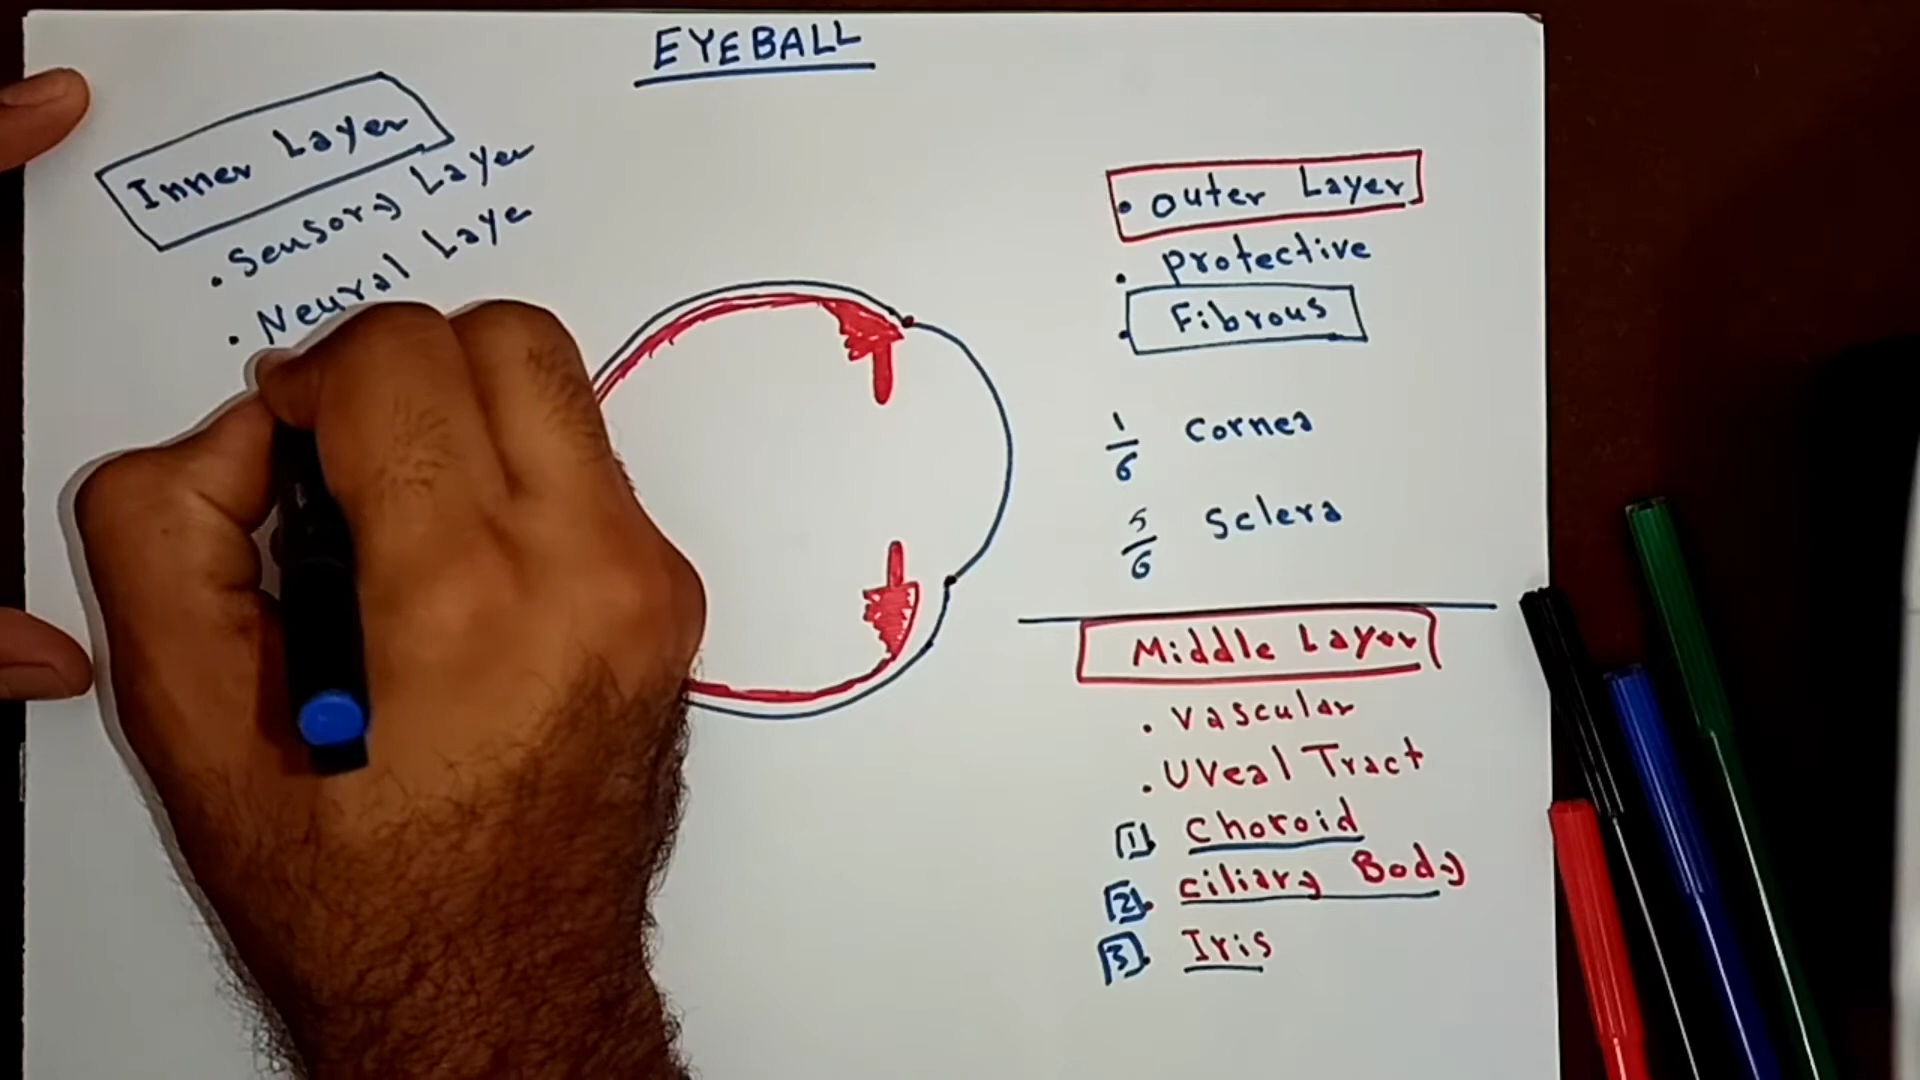 EYEBALL
Inner Layer
. Sensory Layer
. Neural Laye
. Outer Layer
. Protective
. Fibrous
1/6 Cornea
5/6 Sclera
Middle Layer
. Vascular
. Uveal Tract
1. Choroid
2. ciliary Body
3. Iris